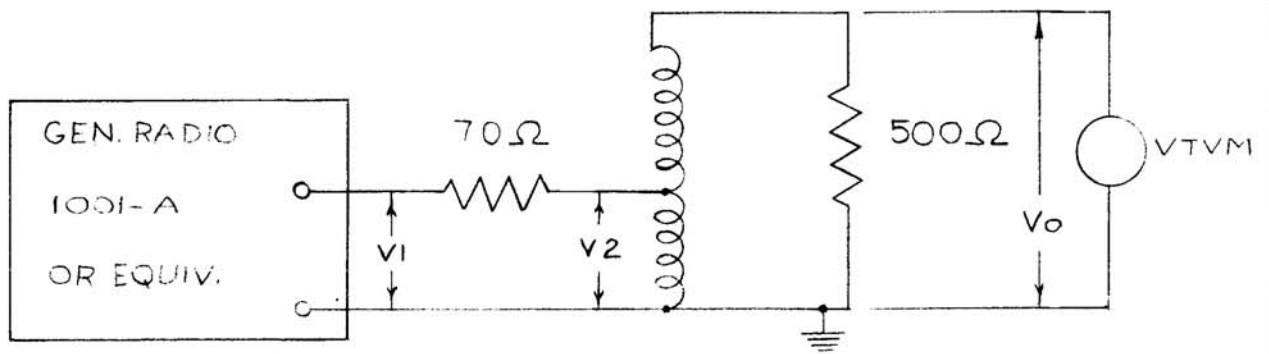 GEN. RADIO
1001-A
OR EQUIV.
70Ω
V1
V2
500Ω
Vo
VTVM